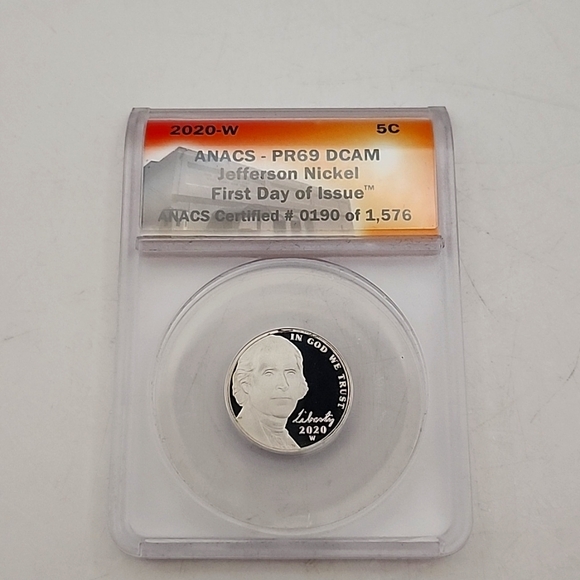 2020-W 5C
ANACS - PR69 DCAM
Jefferson Nickel
First Day of Issue™
ANACS Certified # 0190 of 1,576
IN GOD WE TRUST
Liberty
2020
W